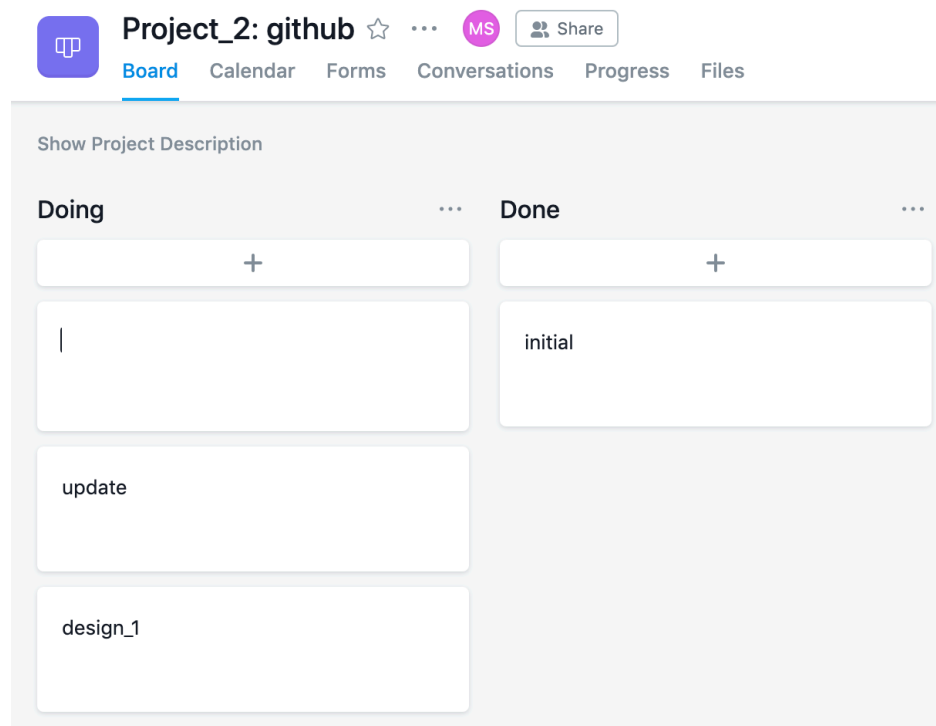 Project_2: github
MS
Share
Board Calendar Forms Conversations Progress Files
Show Project Description
Doing
Done
initial
update
design_1